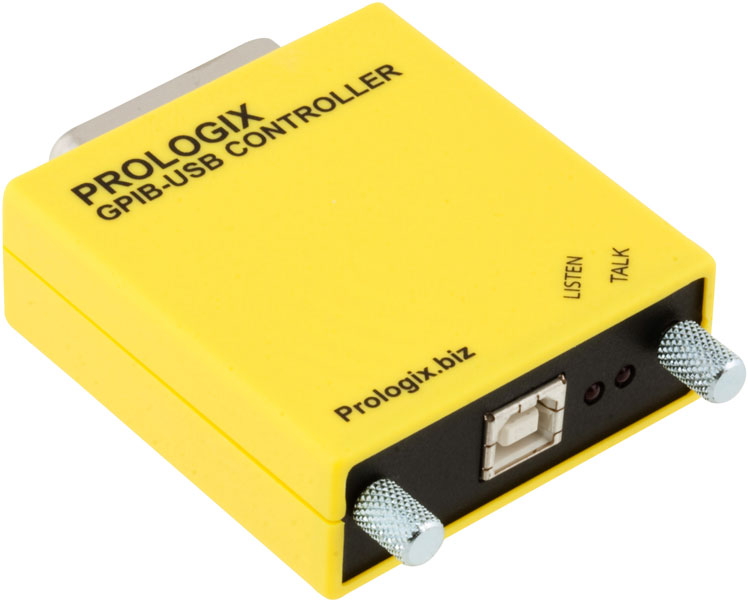 PROLOGIX
GPIB-USB CONTROLLER
LISTEN
TALK
Prologix.biz